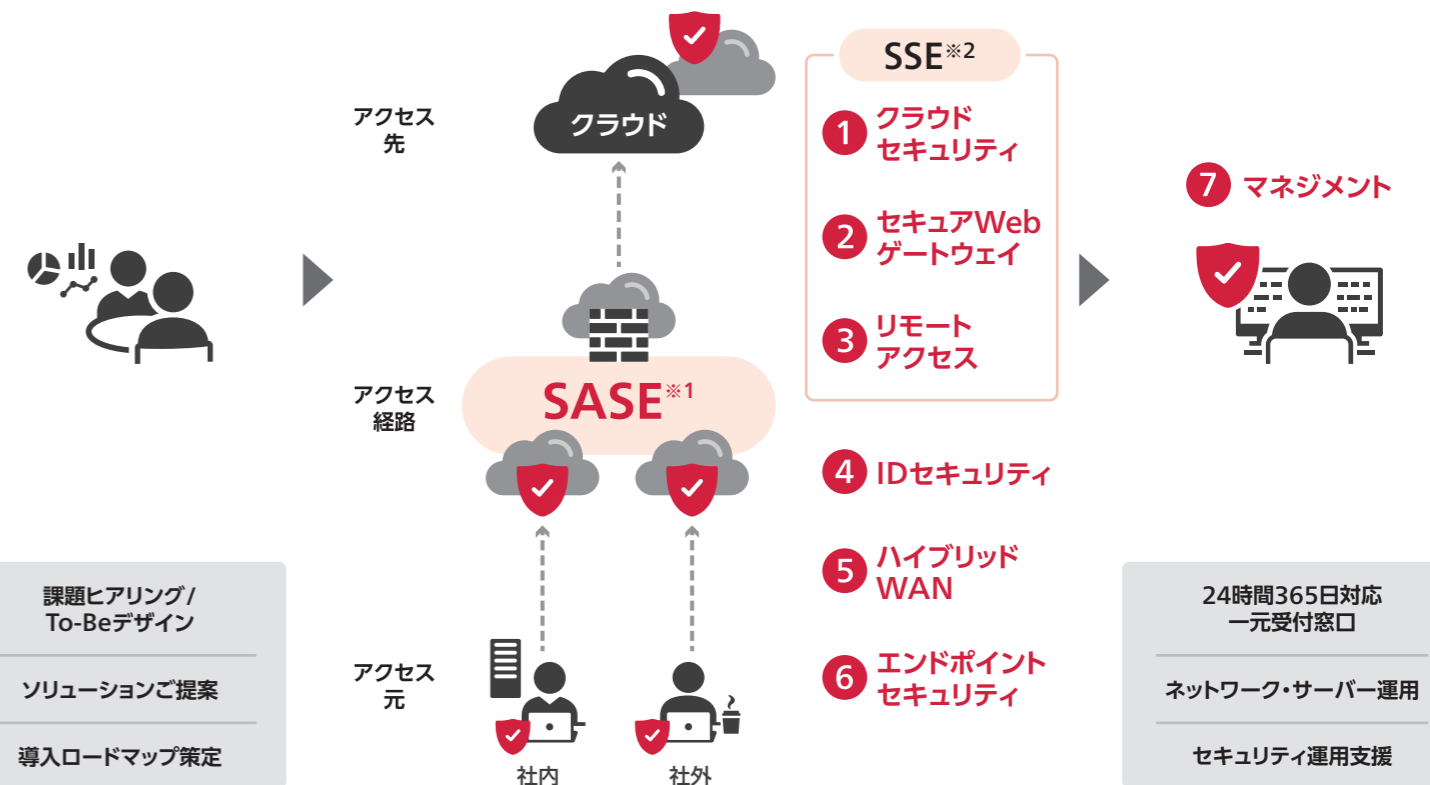 課題ヒアリング/
To-Beデザイン
ソリューションご提案
導入ロードマップ策定
アクセス
先
クラウド
アクセス
経路
SASE※1
アクセス
元
社内
社外
SSE※2
1 クラウド
セキュリティ
2 セキュアWeb
ゲートウェイ
3 リモート
アクセス
4 IDセキュリティ
5 ハイブリッド
WAN
6 エンドポイント
セキュリティ
7 マネジメント
24時間365日対応
一元受付窓口
ネットワーク・サーバー運用
セキュリティ運用支援